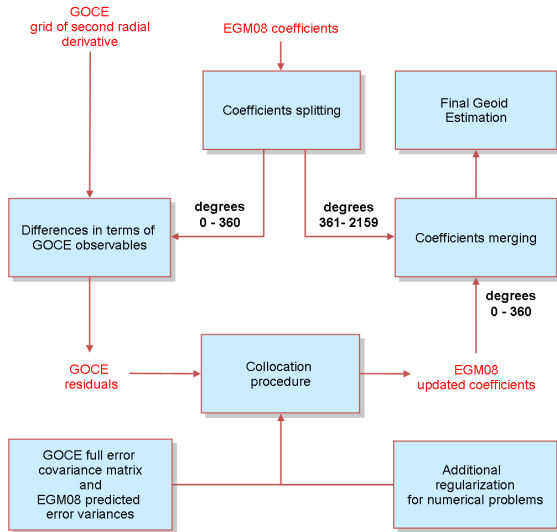 GOCE
grid of second radial
derivative
EGM08 coefficients
Coefficients splitting
Final Geoid
Estimation
degrees
0 - 360
degrees
361- 2159
Differences in terms of
GOCE observables
Coefficients merging
degrees
0 - 360
GOCE
residuals
Collocation
procedure
EGM08
updated coefficients
GOCE full error
covariance matrix
and
EGM08 predicted
error variances
Additional
regularization
for numerical problems